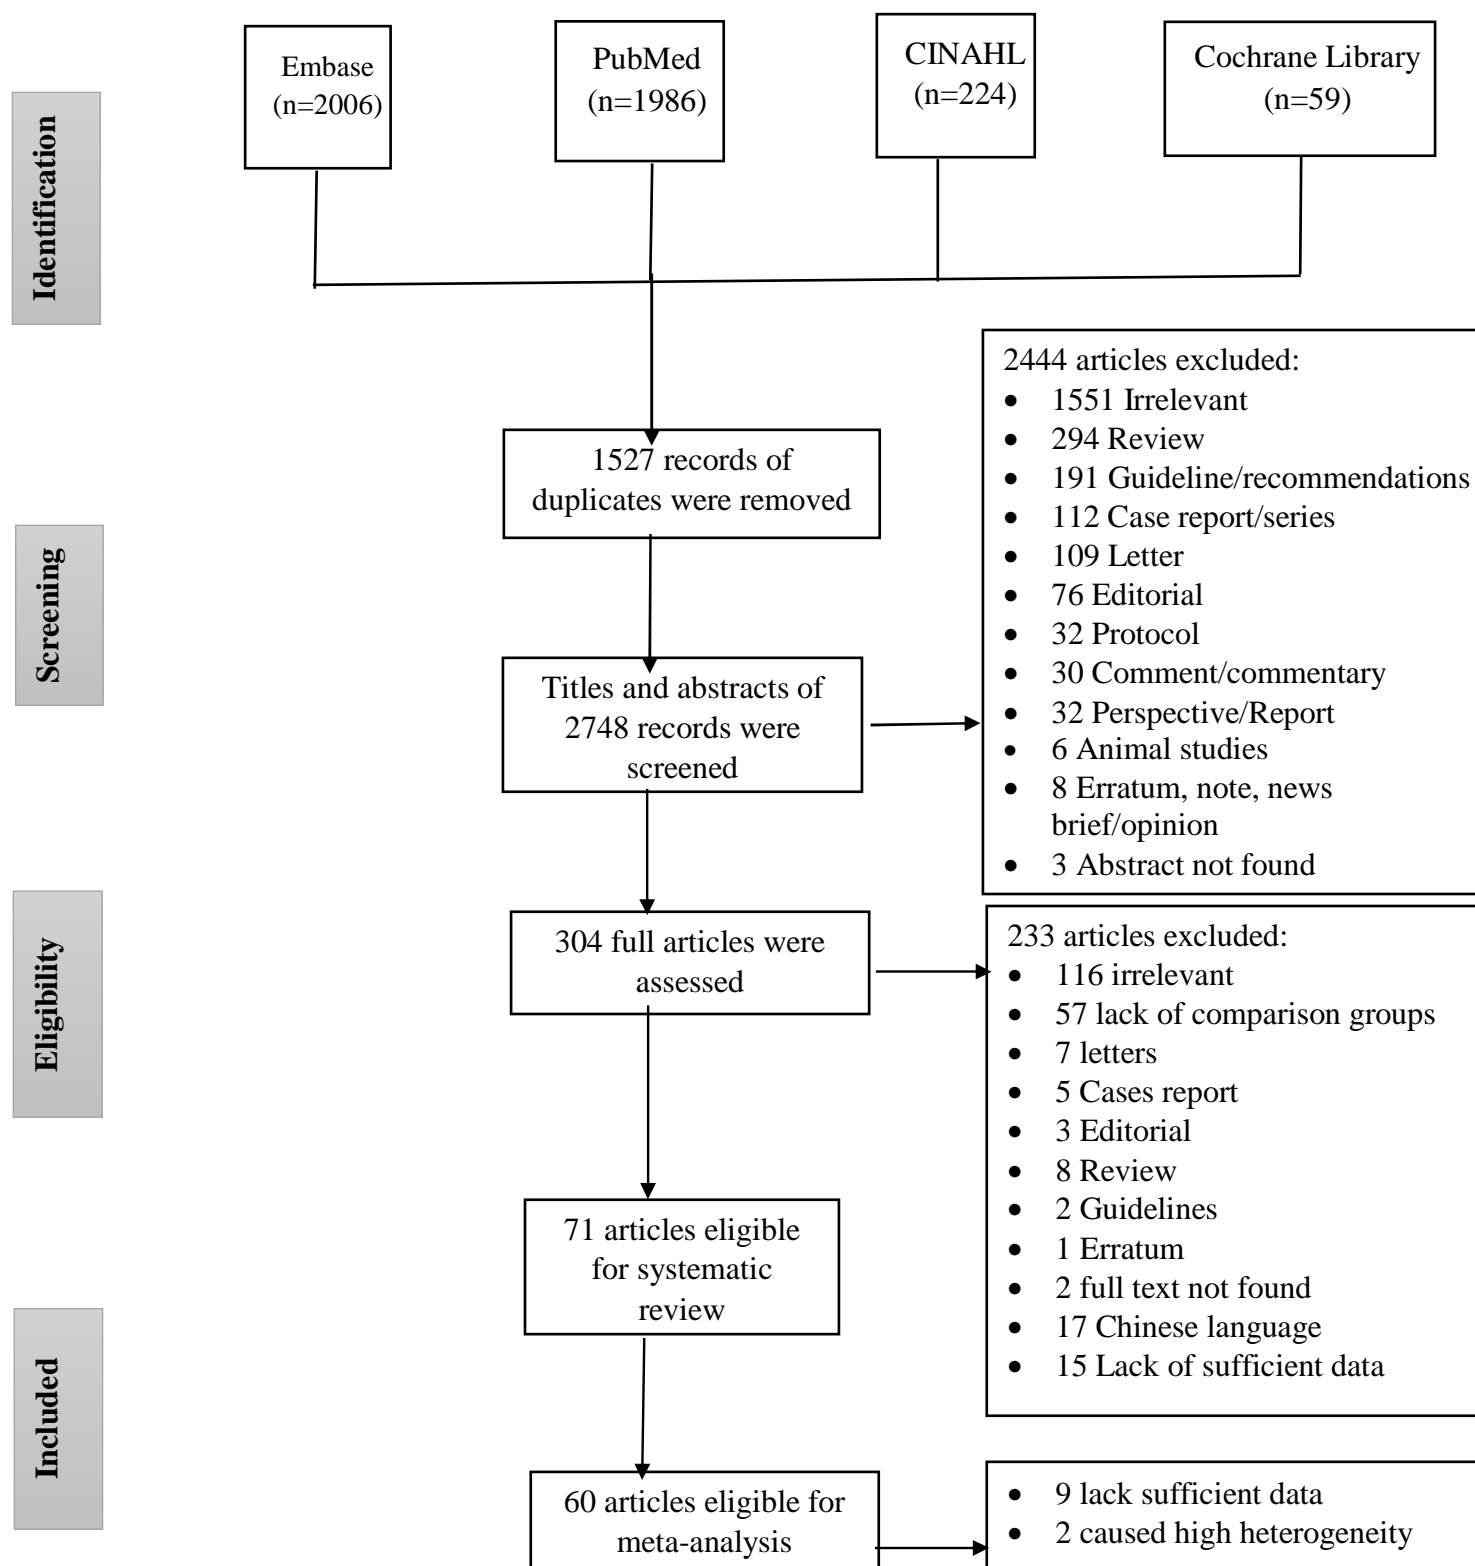 Embase
(n=2006)
PubMed
(n=1986)
CINAHL
(n=224)
Cochrane Library
(n=59)
Identification
1527 records of
duplicates were removed
Screening
Titles and abstracts of
2748 records were
screened
2444 articles excluded:
• 1551 Irrelevant
• 294 Review
• 191 Guideline/recommendations
• 112 Case report/series
• 109 Letter
• 76 Editorial
• 32 Protocol
• 30 Comment/commentary
• 32 Perspective/Report
• 6 Animal studies
• 8 Erratum, note, news
brief/opinion
• 3 Abstract not found
Eligibility
304 full articles were
assessed
233 articles excluded:
• 116 irrelevant
• 57 lack of comparison groups
• 7 letters
• 5 Cases report
• 3 Editorial
• 8 Review
• 2 Guidelines
• 1 Erratum
• 2 full text not found
• 17 Chinese language
• 15 Lack of sufficient data
71 articles eligible
for systematic
review
Included
60 articles eligible for
meta-analysis
• 9 lack sufficient data
• 2 caused high heterogeneity